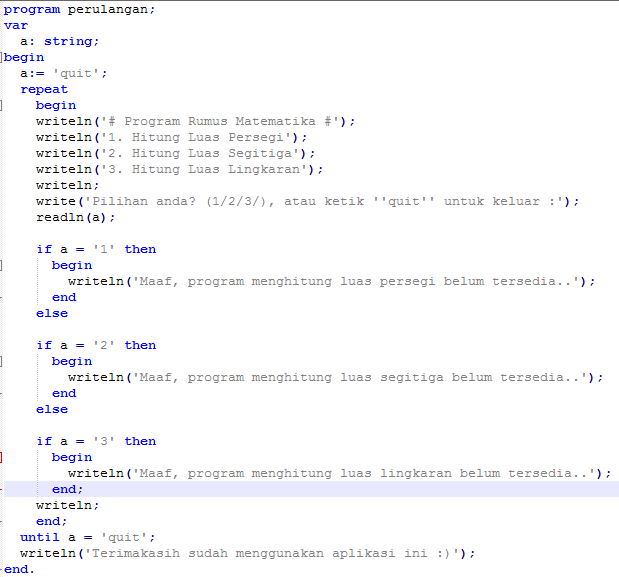 program perulangan;
var
  a: string;
begin
  a:= 'quit';
  repeat
    begin
    writeln('# Program Rumus Matematika #');
    writeln('1. Hitung Luas Persegi');
    writeln('2. Hitung Luas Segitiga');
    writeln('3. Hitung Luas Lingkaran');
    writeln;
    write('Pilihan anda? (1/2/3/), atau ketik ''quit'' untuk keluar :');
    readln(a);

    if a = '1' then
      begin
        writeln('Maaf, program menghitung luas persegi belum tersedia..');
      end
    else

    if a = '2' then
      begin
        writeln('Maaf, program menghitung luas segitiga belum tersedia..');
      end
    else

    if a = '3' then
      begin
        writeln('Maaf, program menghitung luas lingkaran belum tersedia..');
      end;
    writeln;
    end;
  until a = 'quit';
  writeln('Terimakasih sudah menggunakan aplikasi ini :)');
end.